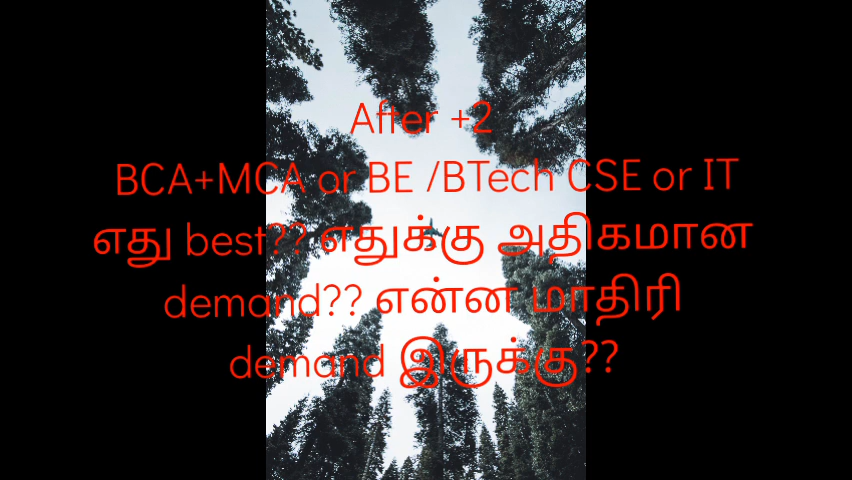 After +2
BCA+MCA or BE /BTech CSE or IT
எது best?? எதுக்கு அதிகமான
demand?? என்ன மாதிரி
demand இருக்கு??